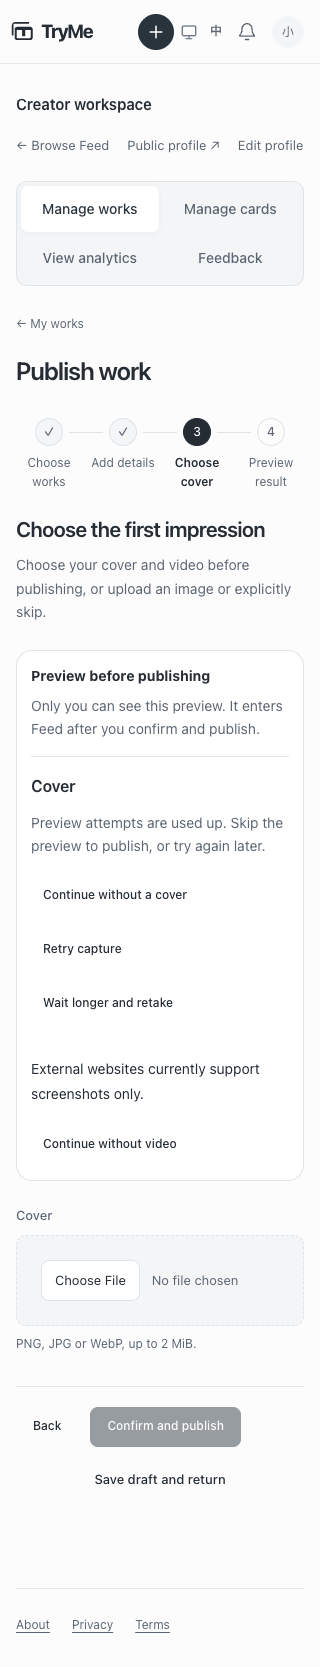 TryMe
中
小
Creator workspace
← Browse Feed
Public profile ↗
Edit profile
Manage works
Manage cards
View analytics
Feedback
← My works
Publish work
3
4
Choose works
Add details
Choose cover
Preview result
Choose the first impression
Choose your cover and video before
publishing, or upload an image or explicitly
skip.
Preview before publishing
Only you can see this preview. It enters
Feed after you confirm and publish.
Cover
Preview attempts are used up. Skip the
preview to publish, or try again later.
Continue without a cover
Retry capture
Wait longer and retake
External websites currently support
screenshots only.
Continue without video
Cover
Choose File
No file chosen
PNG, JPG or WebP, up to 2 MiB.
Back
Confirm and publish
Save draft and return
About
Privacy
Terms